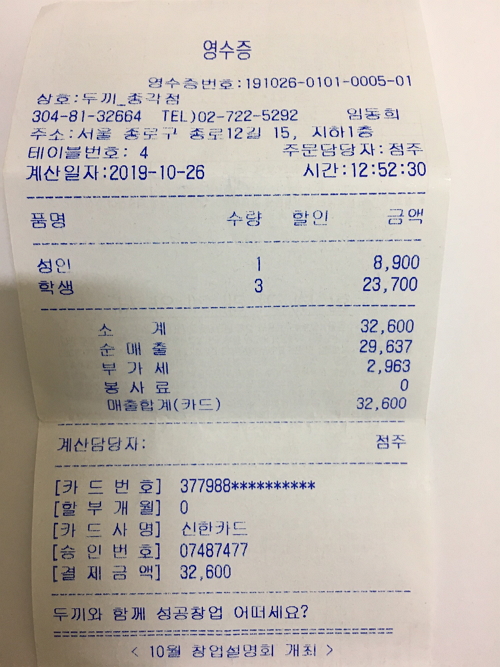 영수증
영수증번호:191026-0101-0005-01
상호:두끼_종각점
304-81-32664 TEL)02-722-5292 임동희
주소:서울 종로구 종로12길 15, 지하1층
테이블번호: 4 주문담당자:점주
계산일자:2019-10-26 시간:12:52:30
품명 수량 할인 금액
성인 1 8,900
학생 3 23,700
소 계 32,600
순 매 출 29,637
부 가 세 2,963
봉 사 료 0
매출합계(카드) 32,600
계산담당자: 점주
[카 드 번 호] 377988**********
[할 부 개 월] 0
[카 드 사 명] 신한카드
[승 인 번 호] 07487477
[결 제 금 액] 32,600
두끼와 함께 성공창업 어떠세요?
< 10월 창업설명회 개최 >